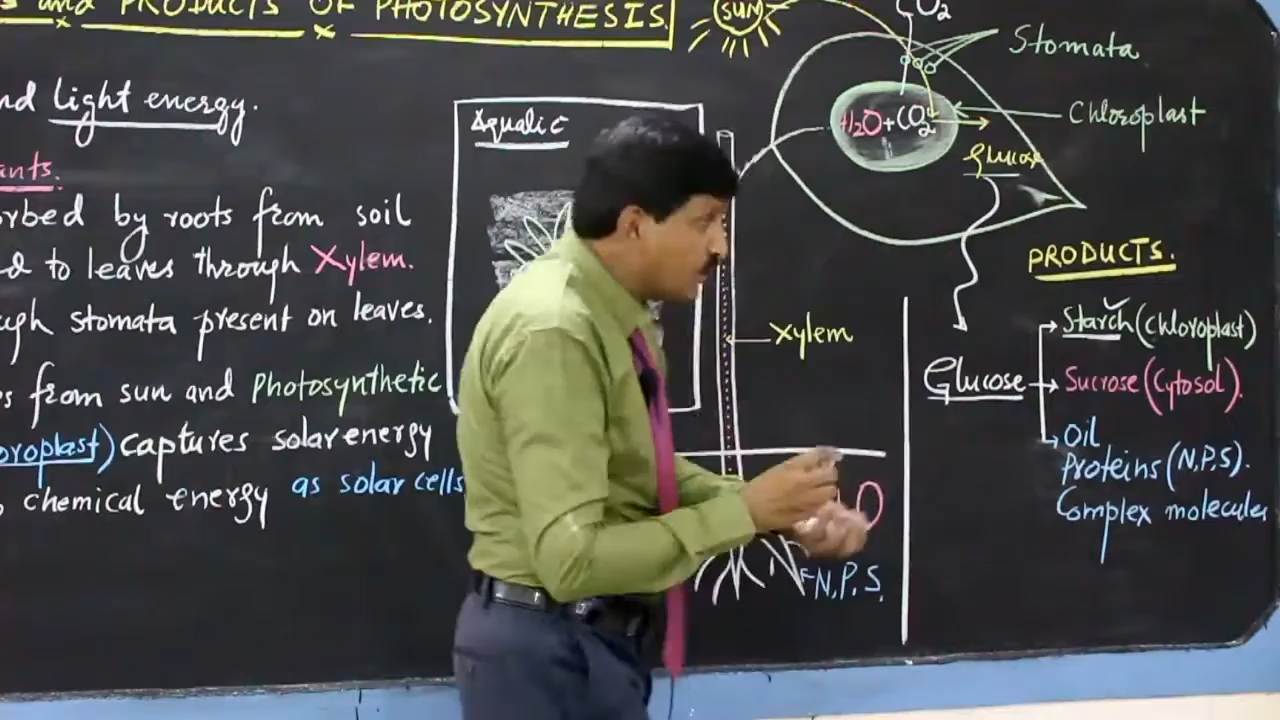 and PRODUCTS OF PHOTOSYNTHESIS.
SUN
CO2
Stomata
Chloroplast
H2O+CO2
Glucose
nd Light energy.
ants.
rbed by roots from soil
d to leaves through Xylem.
ugh stomata present on leaves.
s from sun and Photosynthetic
oroplast) captures solar energy
chemical energy as solar cells
Aquatic
Xylem
O
N.P.S.
PRODUCTS.
Glucose
Starch (Chloroplast)
Sucrose (Cytosol).
Oil
Proteins (N,P,S).
Complex molecules